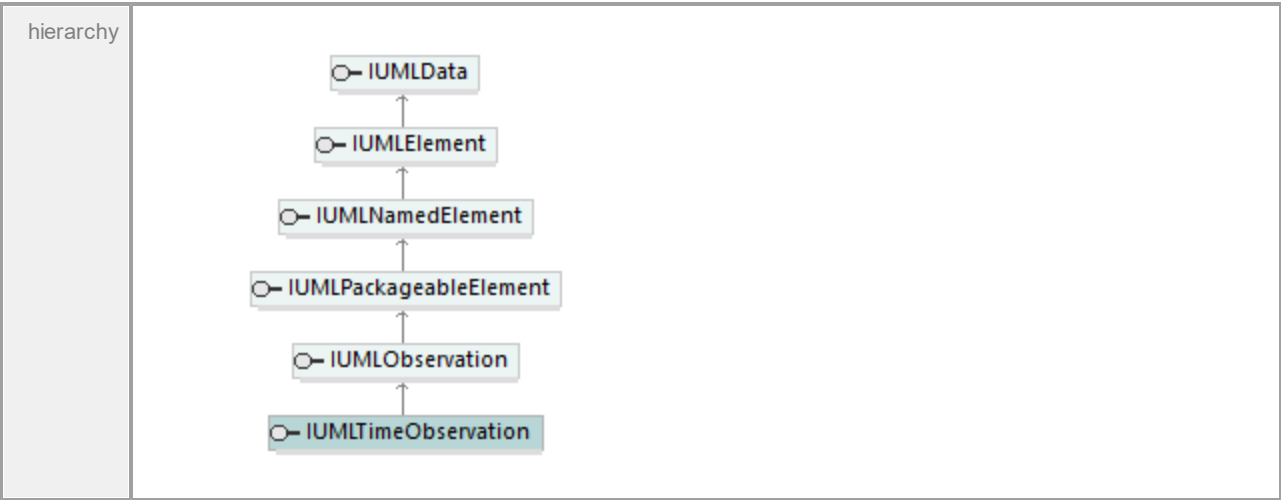 hierarchy
IUMLData
IUMLElement
IUMLNamedElement
IUMLPackageableElement
IUMLObservation
IUMLTimeObservation